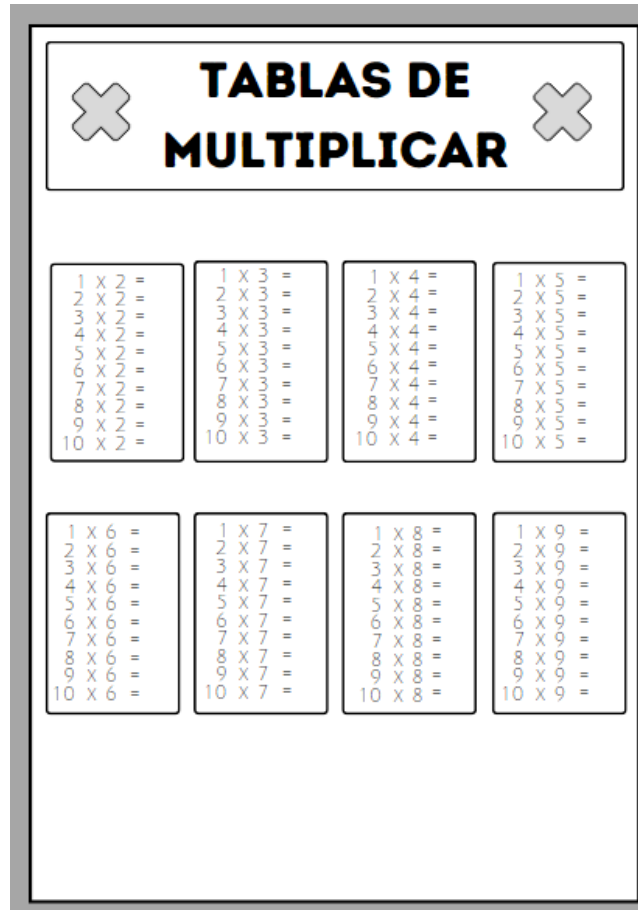 TABLAS DE
MULTIPLICAR
1 X 2 =
2 X 2 =
3 X 2 =
4 X 2 =
5 X 2 =
6 X 2 =
7 X 2 =
8 X 2 =
9 X 2 =
10 X 2 =
1 X 3 =
2 X 3 =
3 X 3 =
4 X 3 =
5 X 3 =
6 X 3 =
7 X 3 =
8 X 3 =
9 X 3 =
10 X 3 =
1 X 4 =
2 X 4 =
3 X 4 =
4 X 4 =
5 X 4 =
6 X 4 =
7 X 4 =
8 X 4 =
9 X 4 =
10 X 4 =
1 X 5 =
2 X 5 =
3 X 5 =
4 X 5 =
5 X 5 =
6 X 5 =
7 X 5 =
8 X 5 =
9 X 5 =
10 X 5 =
1 X 6 =
2 X 6 =
3 X 6 =
4 X 6 =
5 X 6 =
6 X 6 =
7 X 6 =
8 X 6 =
9 X 6 =
10 X 6 =
1 X 7 =
2 X 7 =
3 X 7 =
4 X 7 =
5 X 7 =
6 X 7 =
7 X 7 =
8 X 7 =
9 X 7 =
10 X 7 =
1 X 8 =
2 X 8 =
3 X 8 =
4 X 8 =
5 X 8 =
6 X 8 =
7 X 8 =
8 X 8 =
9 X 8 =
10 X 8 =
1 X 9 =
2 X 9 =
3 X 9 =
4 X 9 =
5 X 9 =
6 X 9 =
7 X 9 =
8 X 9 =
9 X 9 =
10 X 9 =